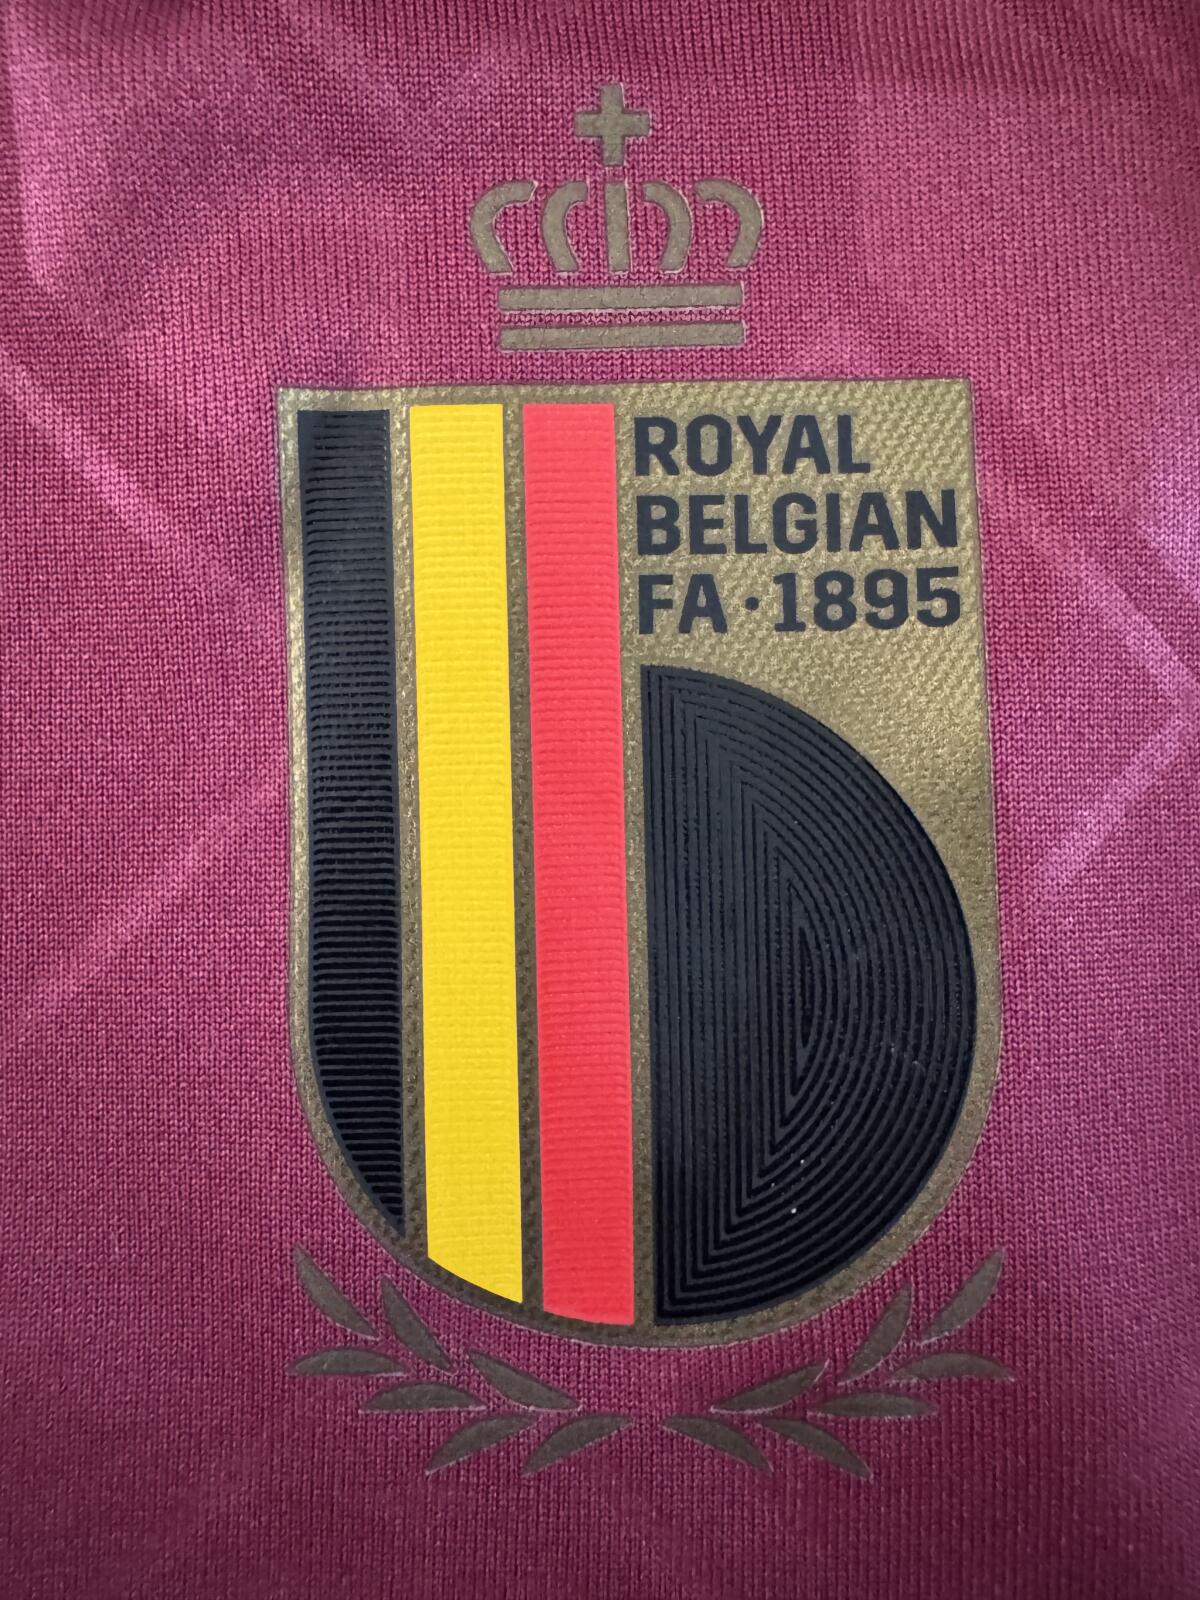 ROYAL
BELGIAN
FA · 1895